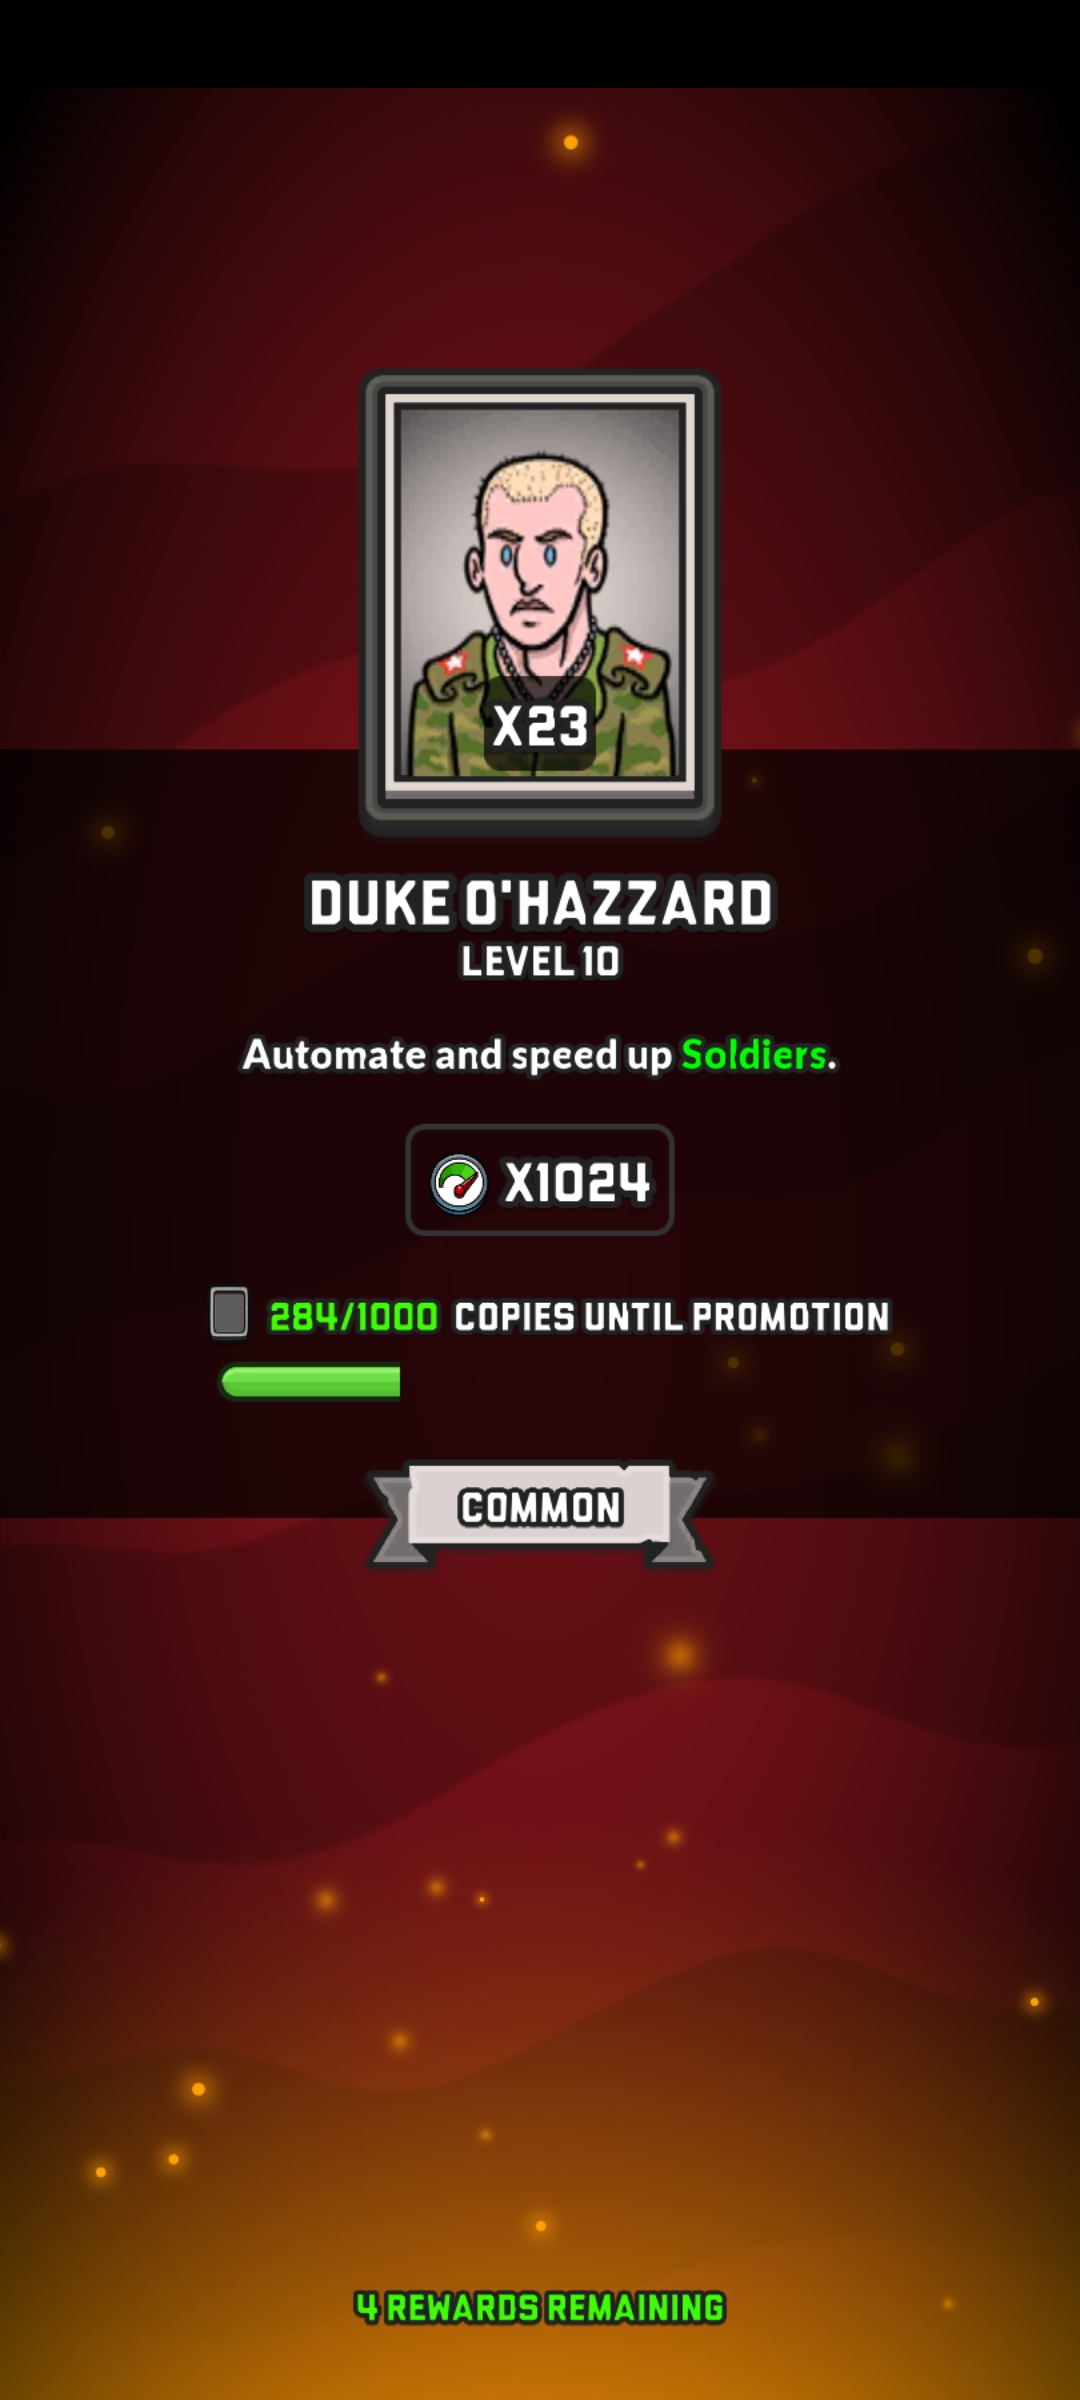 X23
DUKE O'HAZZARD
LEVEL 10
Automate and speed up Soldiers.
X1024
284/1000 COPIES UNTIL PROMOTION
COMMON
4 REWARDS REMAINING